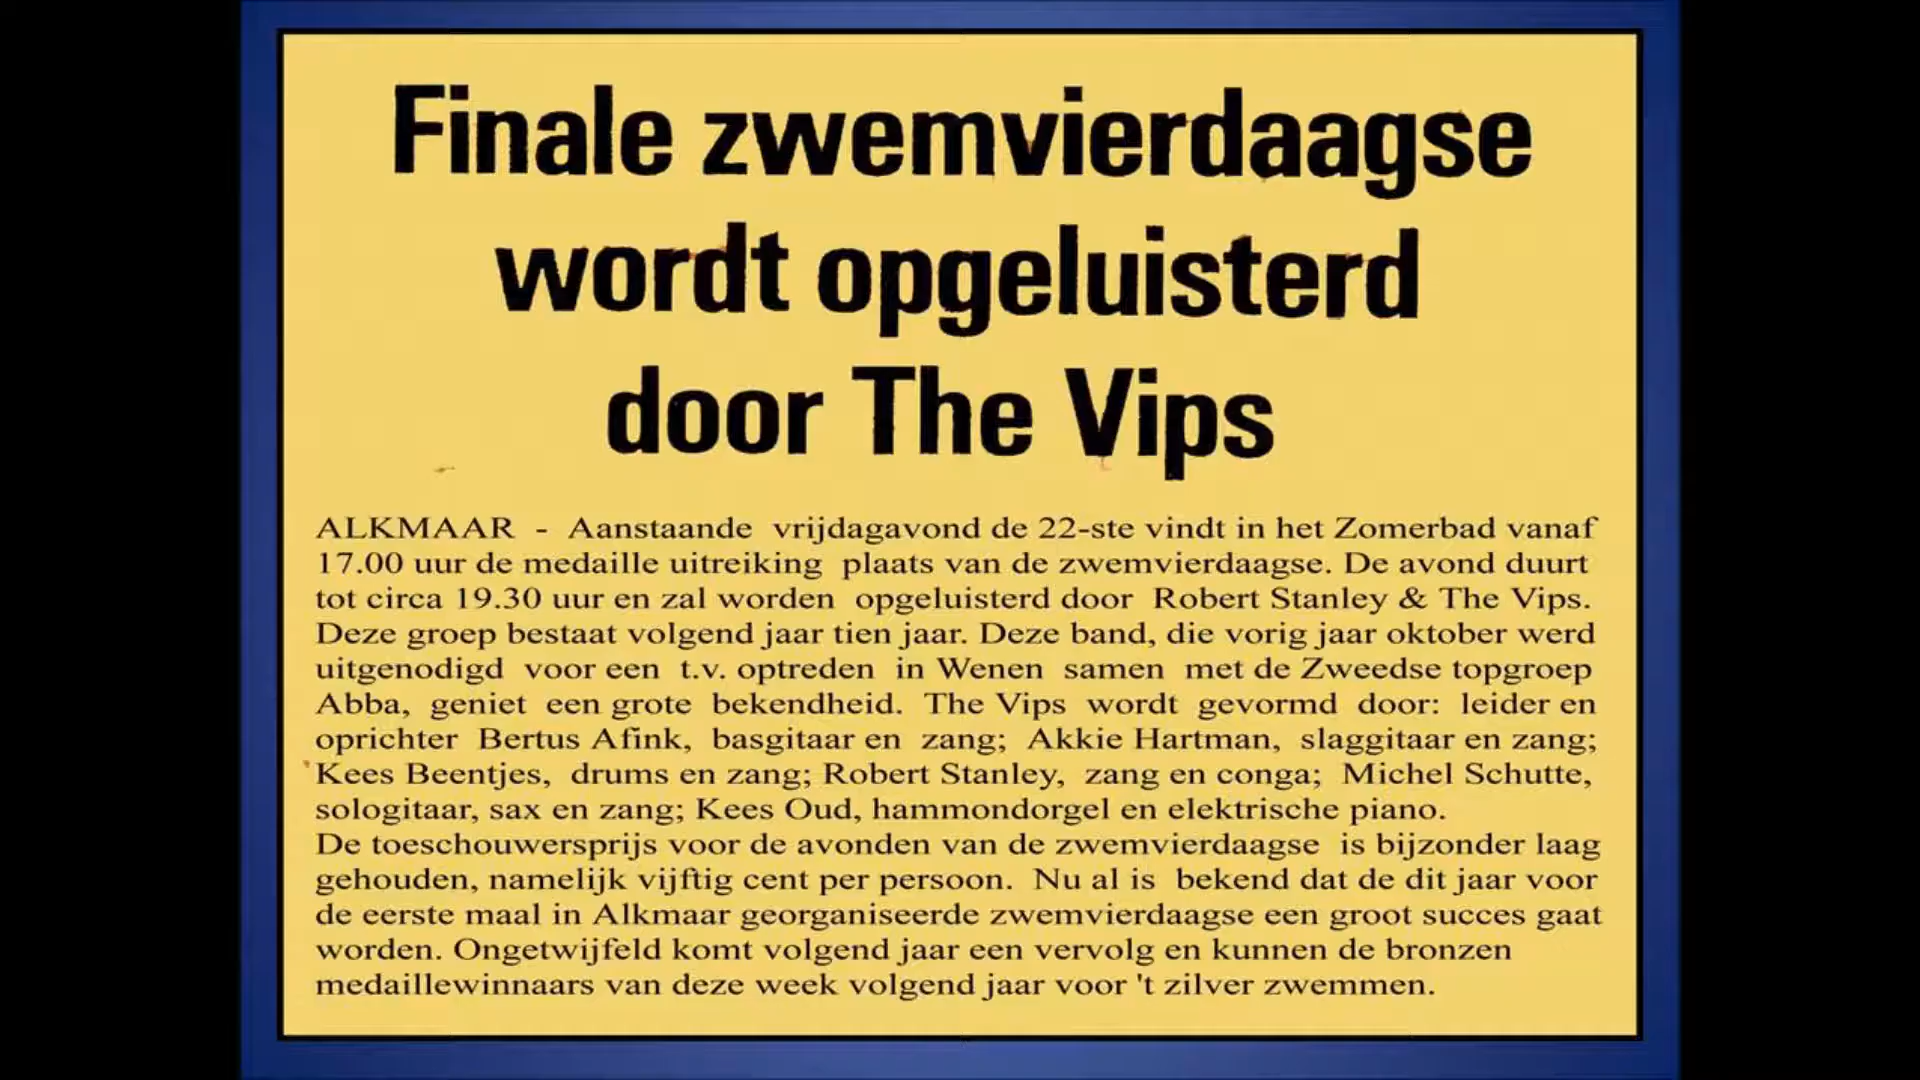 Finale zwemvierdaagse
wordt opgeluisterd
door The Vips
ALKMAAR - Aanstaande vrijdagavond de 22-ste vindt in het Zomerbad vanaf
17.00 uur de medaille uitreiking plaats van de zwemvierdaagse. De avond duurt
tot circa 19.30 uur en zal worden opgeluisterd door Robert Stanley & The Vips.
Deze groep bestaat volgend jaar tien jaar. Deze band, die vorig jaar oktober werd
uitgenodigd voor een t.v. optreden in Wenen samen met de Zweedse topgroep
Abba, geniet een grote bekendheid. The Vips wordt gevormd door: leider en
oprichter Bertus Afink, basgitaar en zang; Akkie Hartman, slaggitaar en zang;
Kees Beentjes, drums en zang; Robert Stanley, zang en conga; Michel Schutte,
sologitaar, sax en zang; Kees Oud, hammondorgel en elektrische piano.
De toeschouwersprijs voor de avonden van de zwemvierdaagse is bijzonder laag
gehouden, namelijk vijftig cent per persoon. Nu al is bekend dat de dit jaar voor
de eerste maal in Alkmaar georganiseerde zwemvierdaagse een groot succes gaat
worden. Ongetwijfeld komt volgend jaar een vervolg en kunnen de bronzen
medaillewinnaars van deze week volgend jaar voor 't zilver zwemmen.